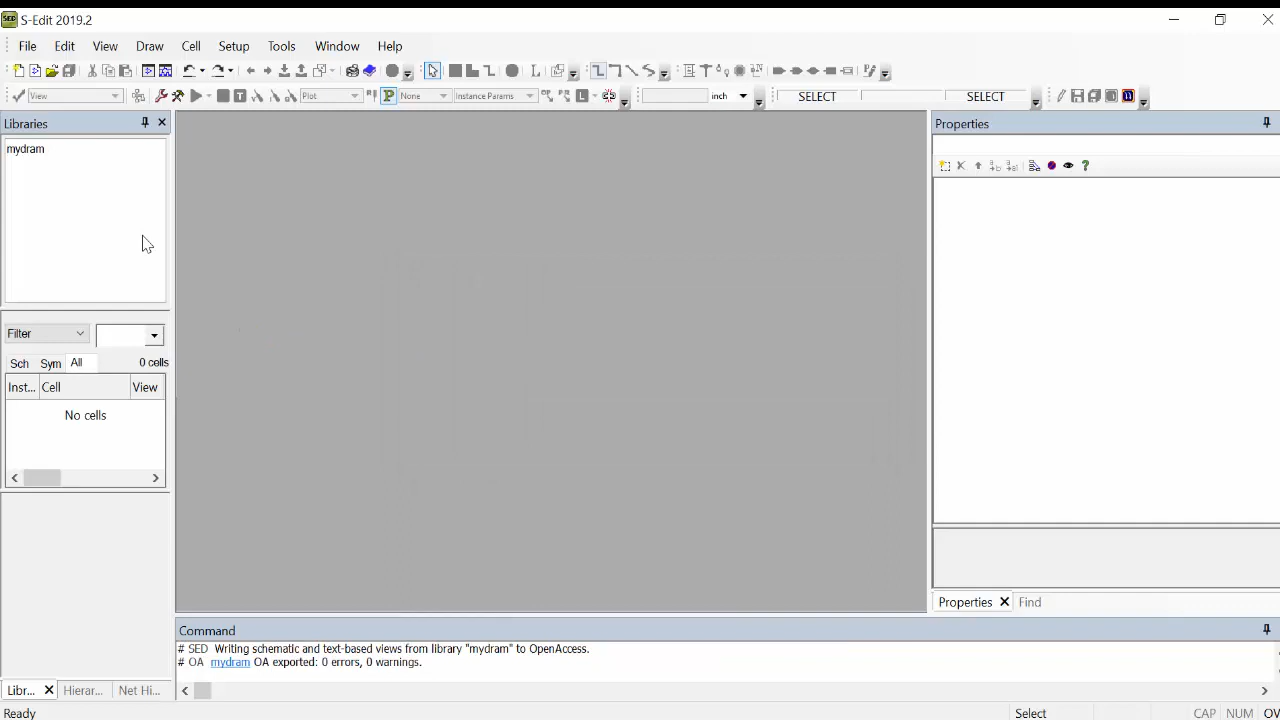 SED S-Edit 2019.2
File Edit View Draw Cell Setup Tools Window Help
View Plot P None Instance Params L inch SELECT SELECT
Libraries
mydram
Filter
Sch Sym All 0 cells
Inst... Cell View
No cells
Libr... Hierar... Net Hi...
Properties
Properties Find
Command
# SED Writing schematic and text-based views from library "mydram" to OpenAccess.
# OA mydram OA exported: 0 errors, 0 warnings.
Ready Select CAP NUM OV